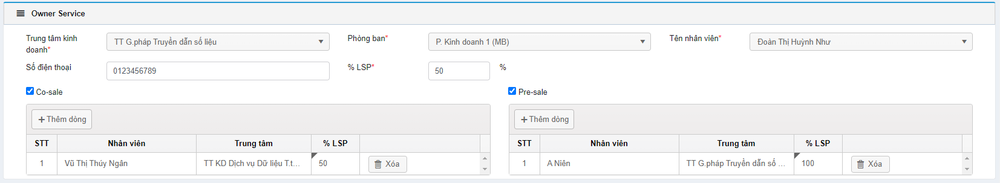 Owner Service
Trung tâm kinh doanh*
TT G.pháp Truyền dẫn số liệu
Phòng ban*
P. Kinh doanh 1 (MB)
Tên nhân viên*
Đoàn Thị Huỳnh Như
Số điện thoại
0123456789
% LSP*
50
%
Co-sale
Pre-sale
+ Thêm dòng
STT Nhân viên Trung tâm % LSP
1 Vũ Thị Thúy Ngân TT KD Dịch vụ Dữ liệu T.t... 50 Xóa
+ Thêm dòng
STT Nhân viên Trung tâm % LSP
1 A Niên TT G.pháp Truyền dẫn số ... 100 Xóa